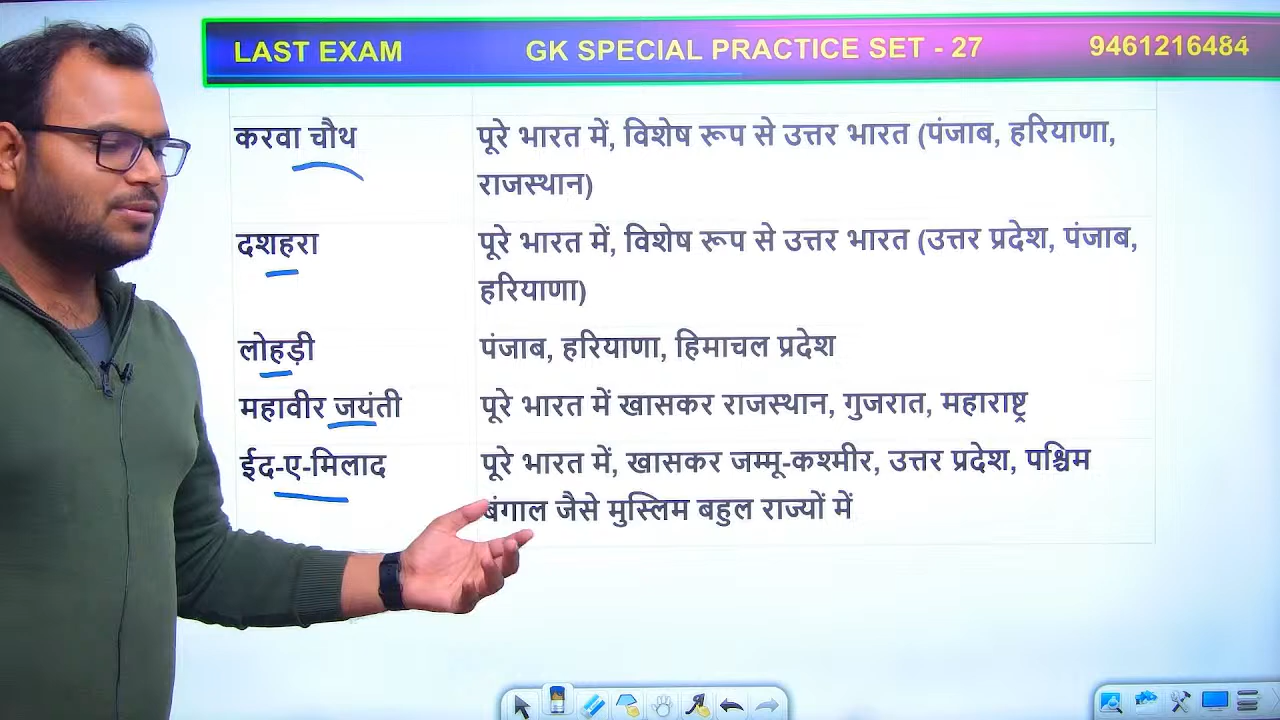 LAST EXAM GK SPECIAL PRACTICE SET - 27 9461216484
करवा चौथ पूरे भारत में, विशेष रूप से उत्तर भारत (पंजाब, हरियाणा,
राजस्थान)
दशहरा पूरे भारत में, विशेष रूप से उत्तर भारत (उत्तर प्रदेश, पंजाब,
हरियाणा)
लोहड़ी पंजाब, हरियाणा, हिमाचल प्रदेश
महावीर जयंती पूरे भारत में खासकर राजस्थान, गुजरात, महाराष्ट्र
ईद-ए-मिलाद पूरे भारत में, खासकर जम्मू-कश्मीर, उत्तर प्रदेश, पश्चिम
बंगाल जैसे मुस्लिम बहुल राज्यों में